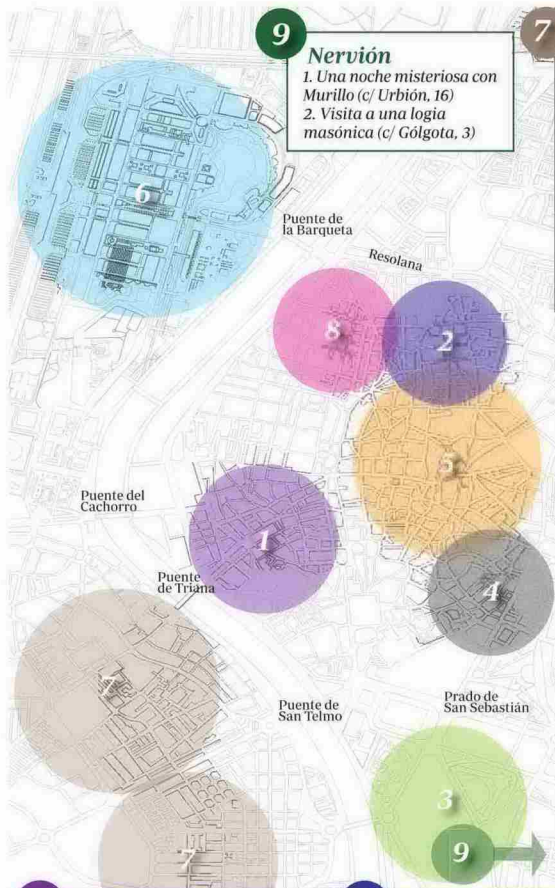 9
7
Nervión
1. Una noche misteriosa con
Murillo (c/ Urbión, 16)
2. Visita a una logia
masónica (c/ Gólgota, 3)
6
Puente de
la Barqueta
Resolana
8
2
5
Puente del
Cachorro
1
Puente
de Triana
4
7
Puente de
San Telmo
Prado de
San Sebastián
3
7
9